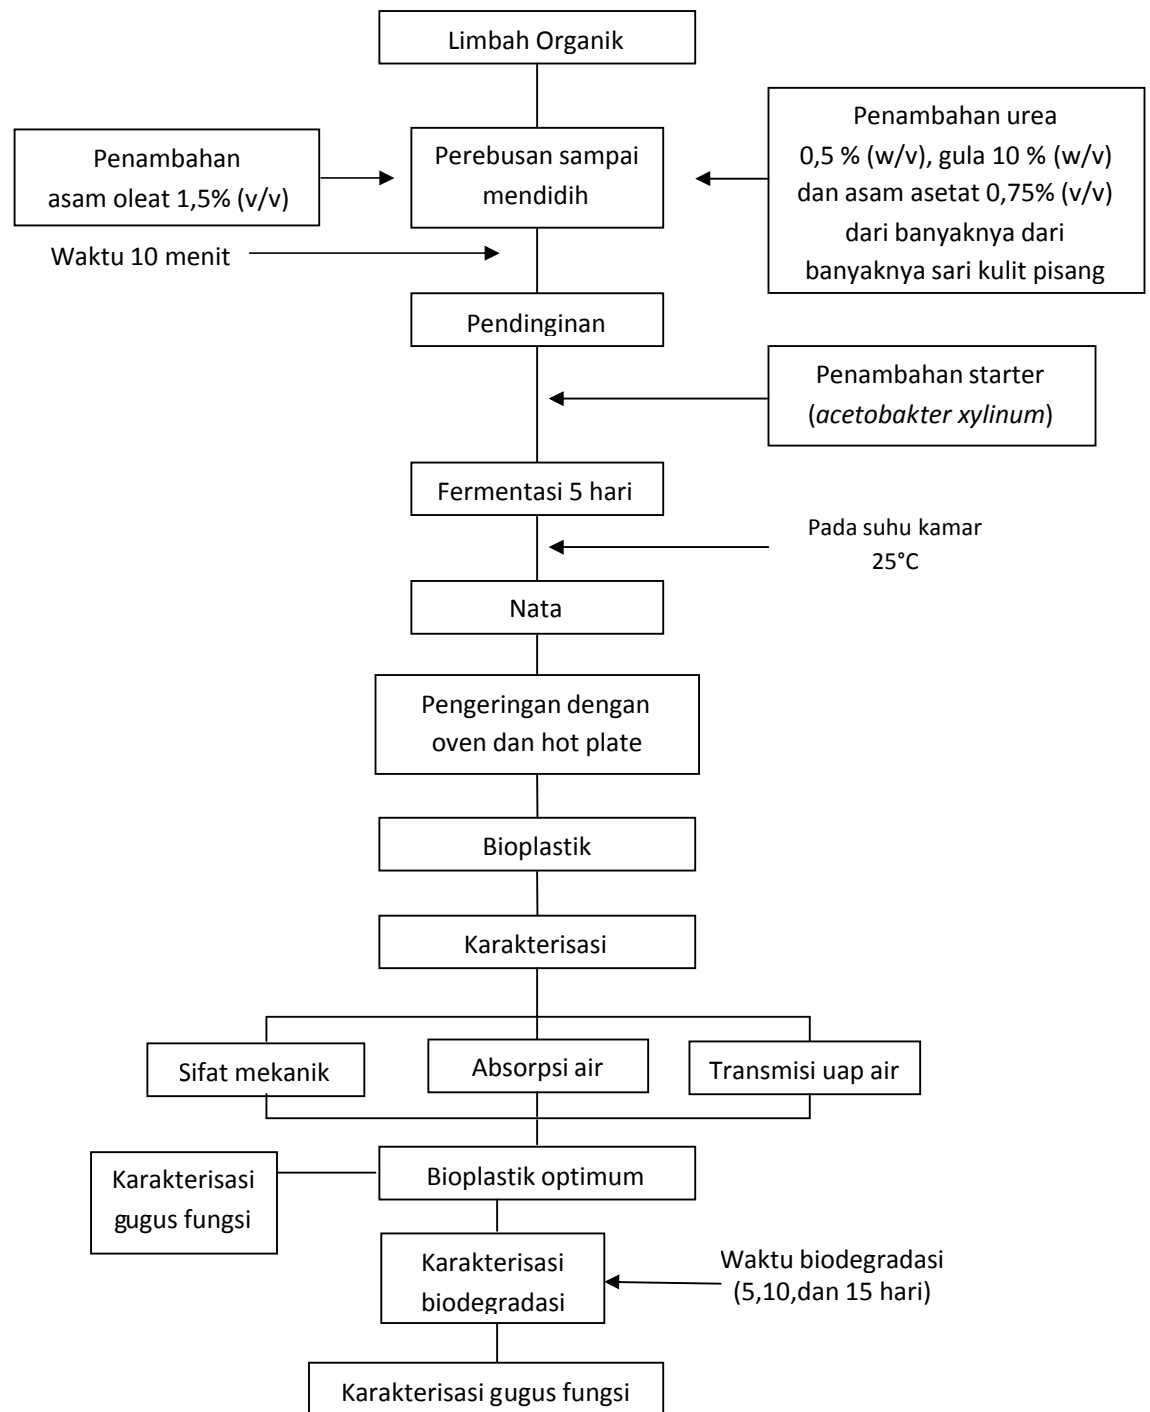 Limbah Organik
Penambahan
asam oleat 1,5% (v/v)
Perebusan sampai
mendidih
Penambahan urea
0,5 % (w/v), gula 10 % (w/v)
dan asam asetat 0,75% (v/v)
dari banyaknya dari
banyaknya sari kulit pisang
Waktu 10 menit
Pendinginan
Penambahan starter
(acetobakter xylinum)
Fermentasi 5 hari
Pada suhu kamar
25°C
Nata
Pengeringan dengan
oven dan hot plate
Bioplastik
Karakterisasi
Sifat mekanik
Absorpsi air
Transmisi uap air
Karakterisasi
gugus fungsi
Bioplastik optimum
Karakterisasi
biodegradasi
Waktu biodegradasi
(5,10,dan 15 hari)
Karakterisasi gugus fungsi